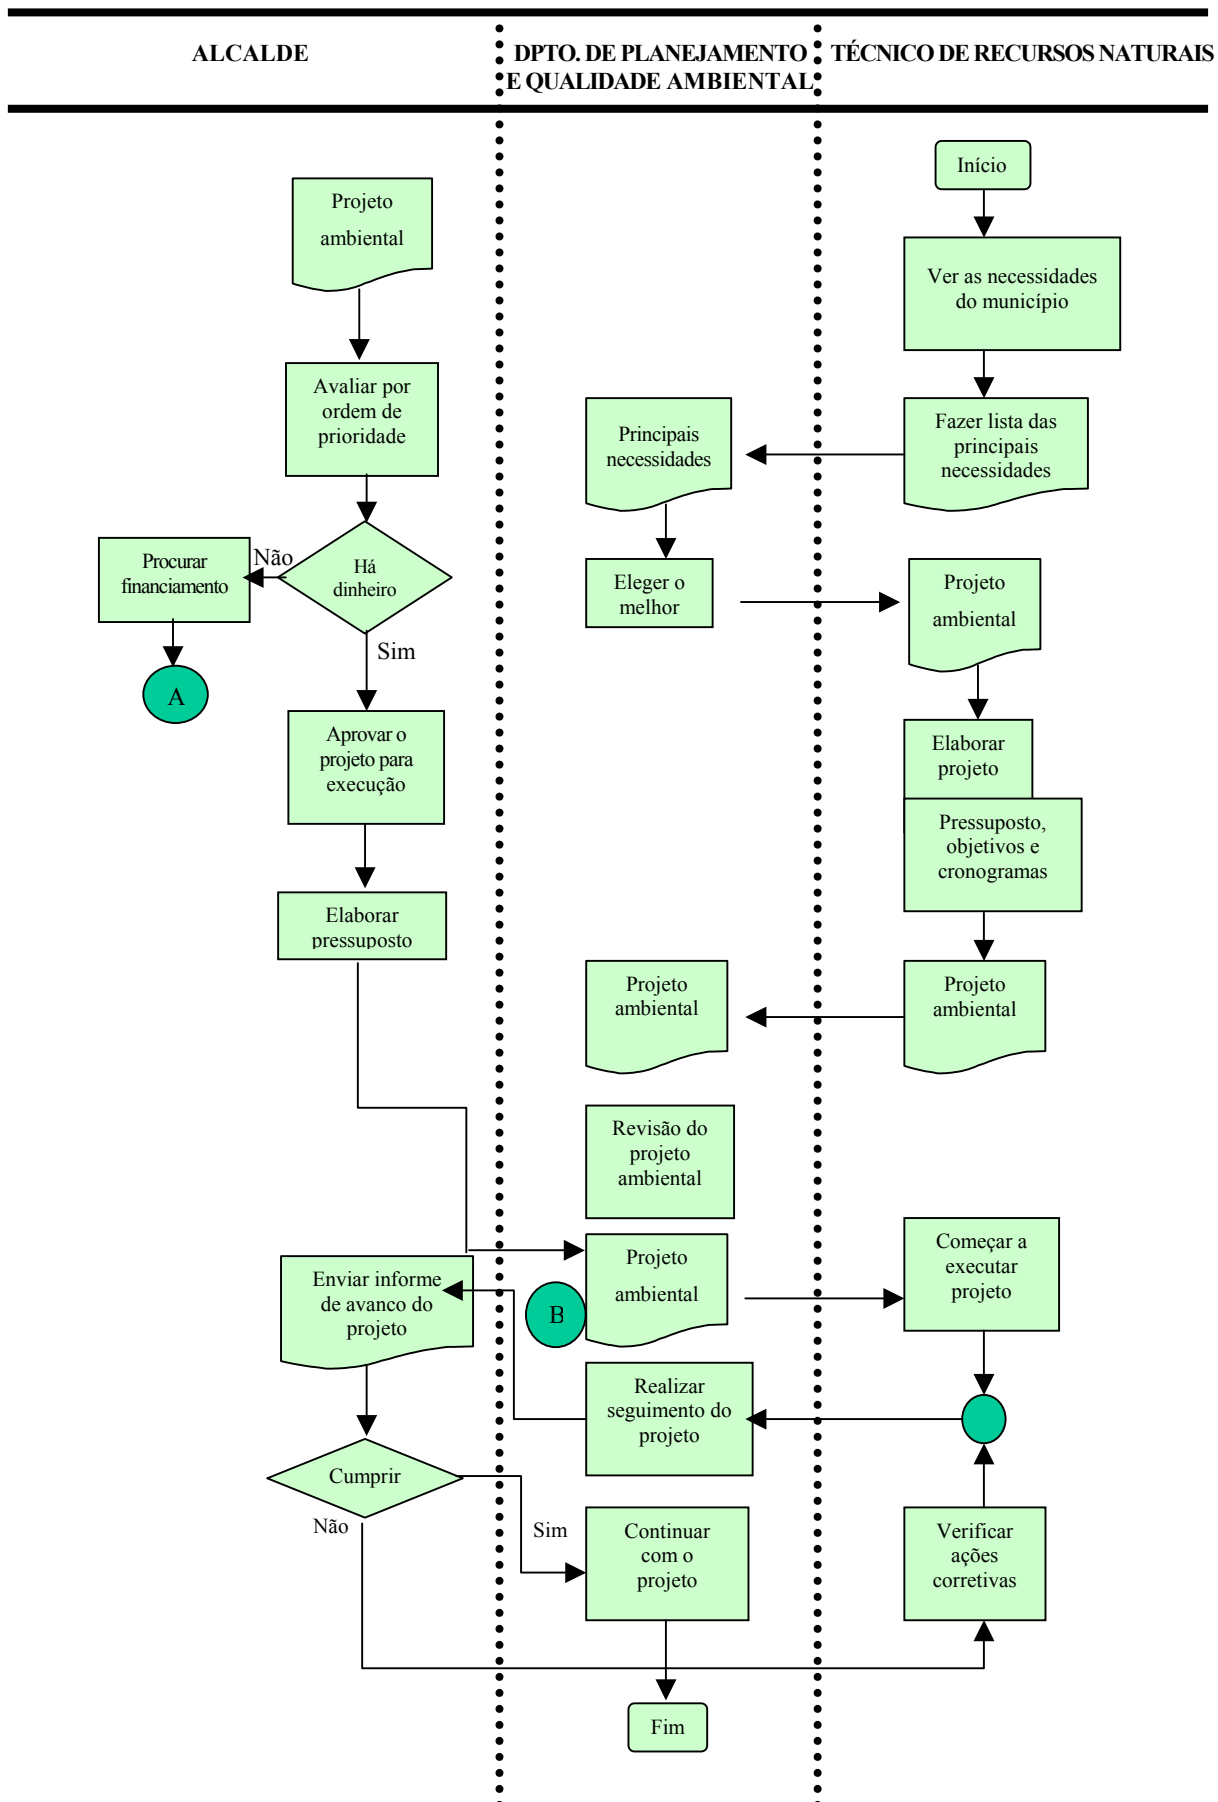 ALCALDE
DPTO. DE PLANEJAMENTO
E QUALIDADE AMBIENTAL
TÉCNICO DE RECURSOS NATURAIS
Início
Projeto
ambiental
Ver as necessidades
do município
Avaliar por
ordem de
prioridade
Principais
necessidades
Fazer lista das
principais
necessidades
Procurar
financiamento
Não
Há
dinheiro
Sim
Eleger o
melhor
Projeto
ambiental
A
Aprovar o
projeto para
execução
Elaborar
projeto
Pressuposto,
objetivos e
cronogramas
Elaborar
pressuposto
Projeto
ambiental
Projeto
ambiental
Revisão do
projeto
ambiental
Enviar informe
de avanco do
projeto
B
Projeto
ambiental
Começar a
executar
projeto
Realizar
seguimento do
projeto
Cumprir
Não
Sim
Continuar
com o
projeto
Verificar
ações
corretivas
Fim